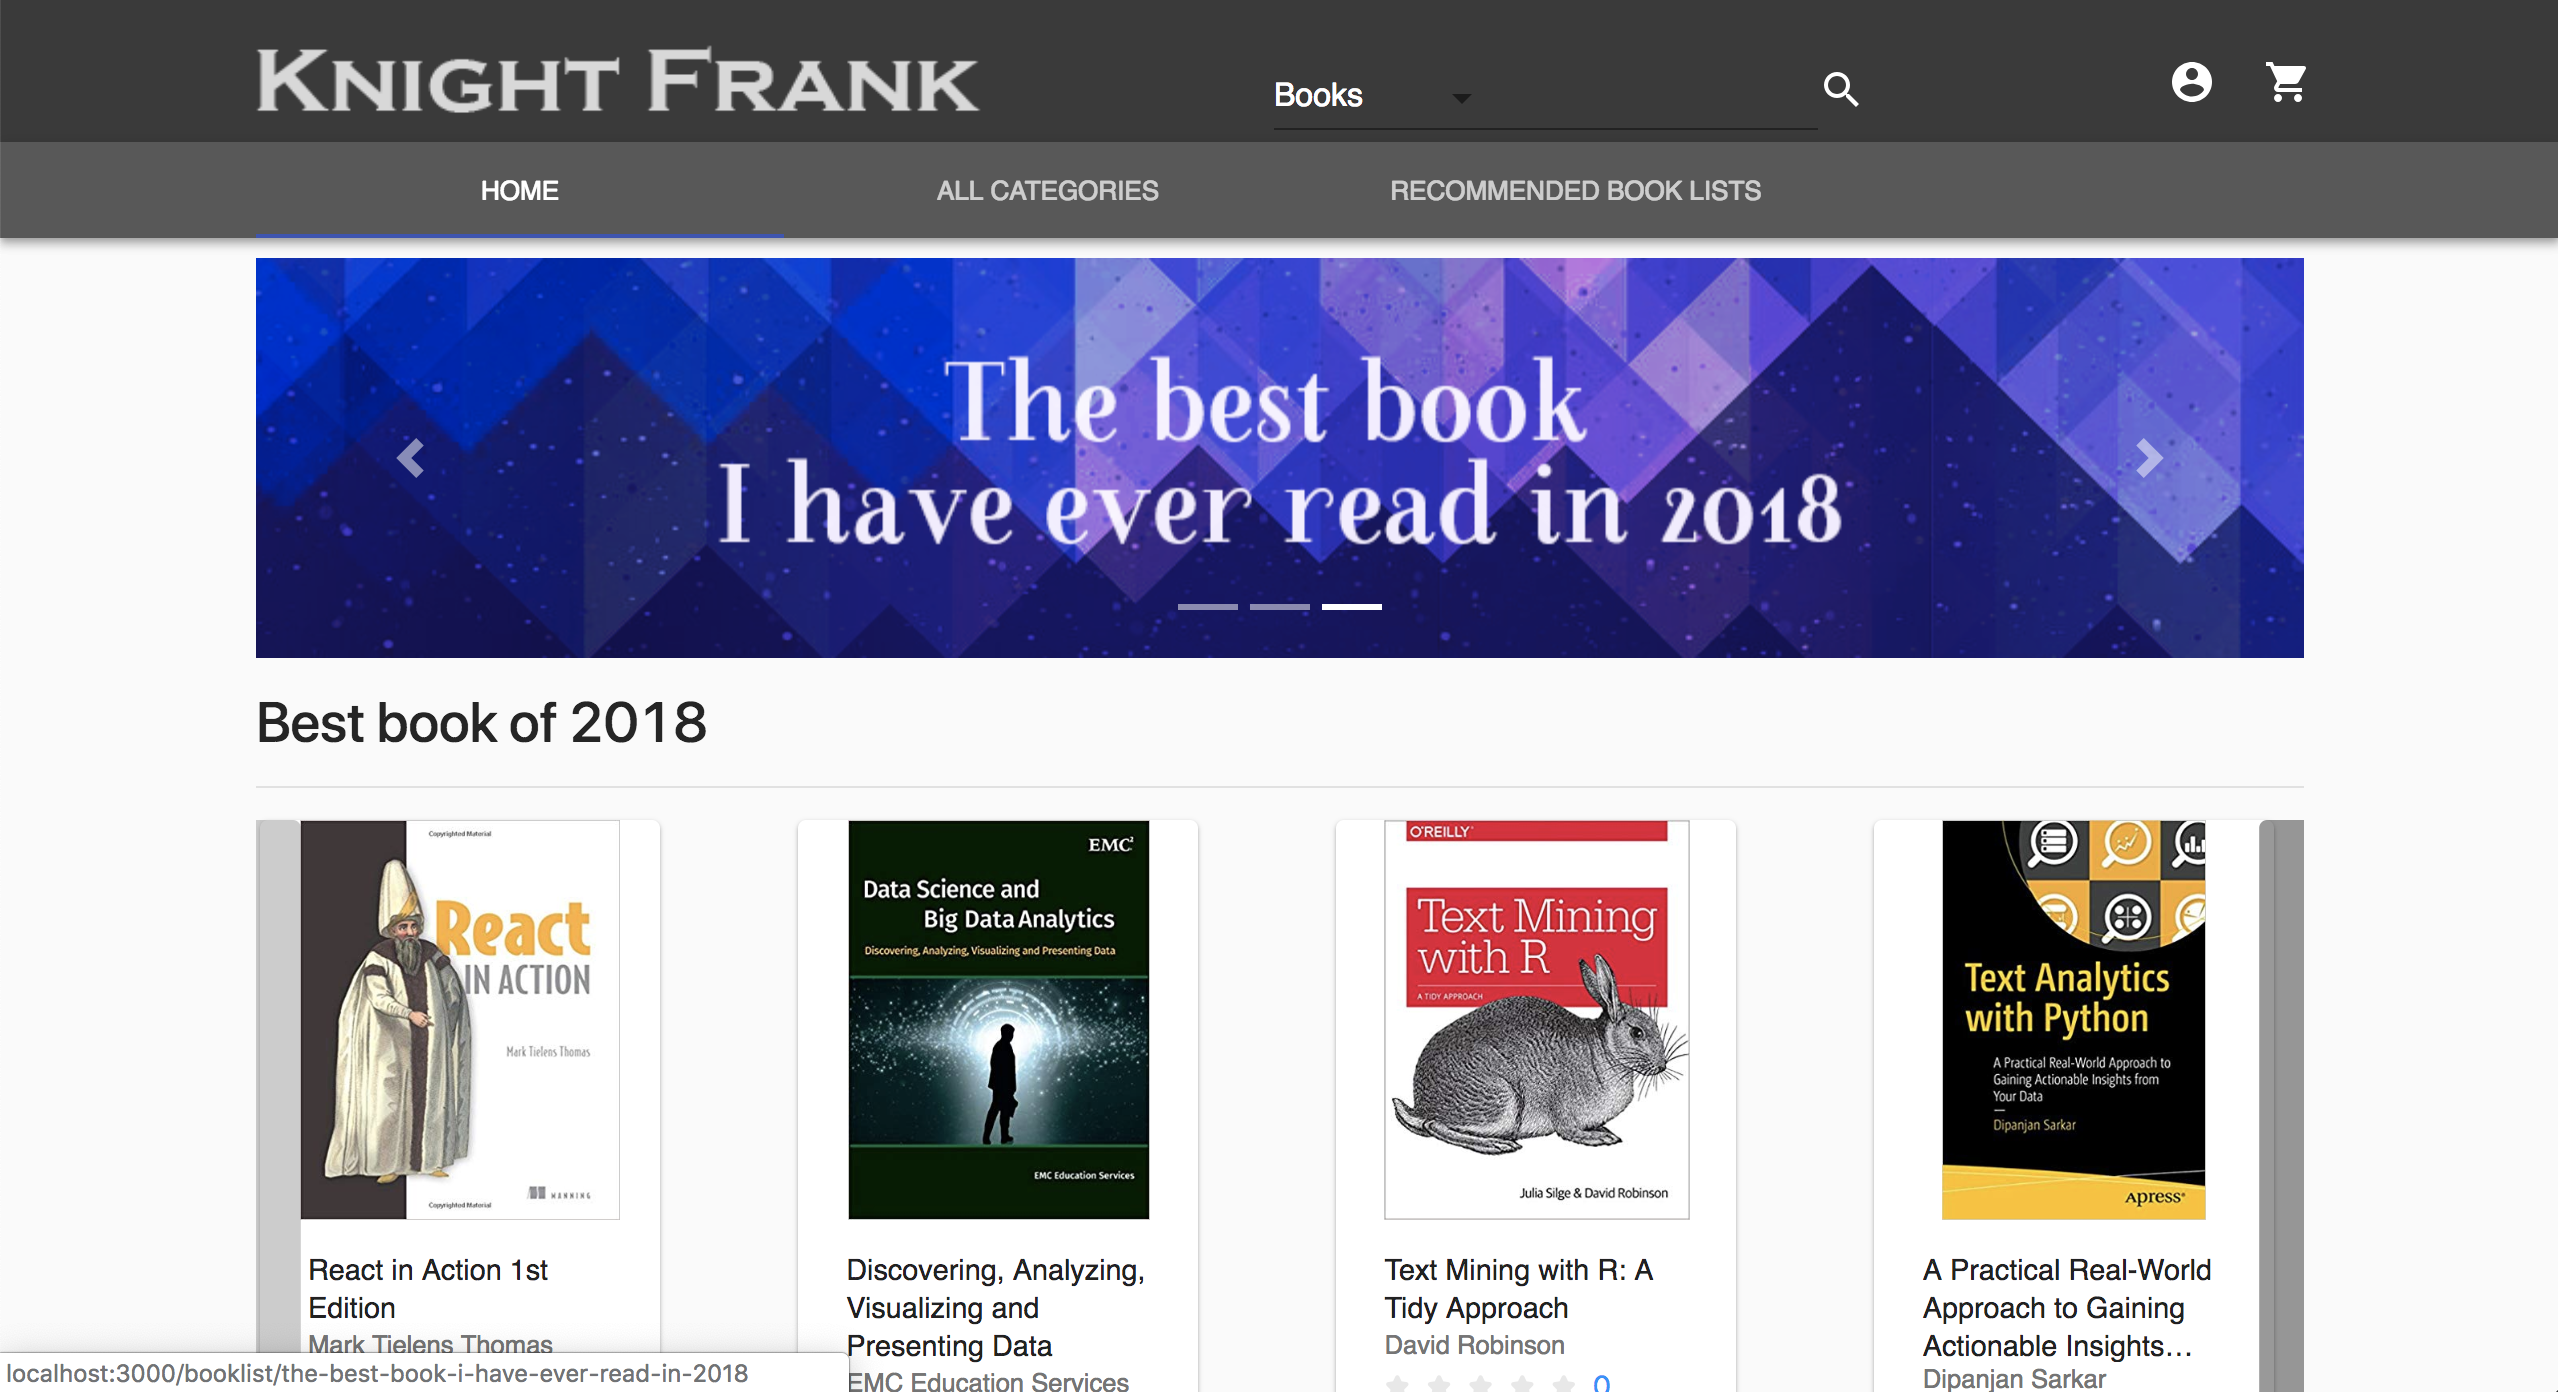 KNIGHT FRANK
Books
HOME
ALL CATEGORIES
RECOMMENDED BOOK LISTS
The best book
I have ever read in 2018
Best book of 2018
Copyrighted Material
React
IN ACTION
Mark Tielens Thomas
MANNING
Copyrighted Material
EMC²
Data Science and
Big Data Analytics
Discovering, Analyzing, Visualizing and Presenting Data
EMC Education Services
O'REILLY®
Text Mining
with R
A TIDY APPROACH
Julia Silge & David Robinson
Text Analytics
with Python
A Practical Real-World Approach to
Gaining Actionable Insights from
Your Data
—
Dipanjan Sarkar
Apress®
React in Action 1st
Edition
Mark Tielens Thomas
Discovering, Analyzing,
Visualizing and
Presenting Data
EMC Education Services
Text Mining with R: A
Tidy Approach
David Robinson
0
A Practical Real-World
Approach to Gaining
Actionable Insights...
Dipanjan Sarkar
localhost:3000/booklist/the-best-book-i-have-ever-read-in-2018